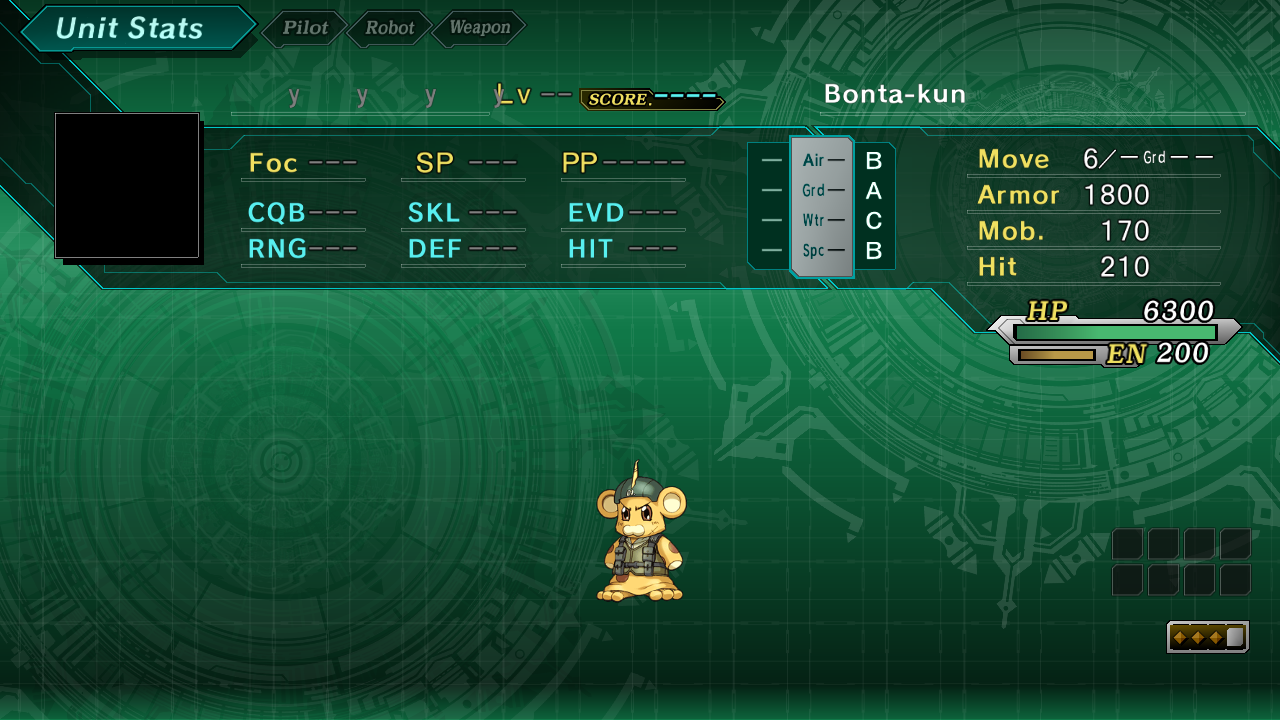 Unit Stats Pilot Robot Weapon
y y y y Lv -- SCORE. ---- Bonta-kun
Foc --- SP --- PP -----
CQB --- SKL --- EVD ---
RNG --- DEF --- HIT ---
— Air — B
— Grd — A
— Wtr — C
— Spc — B
Move 6/—Grd——
Armor 1800
Mob. 170
Hit 210
HP 6300
EN 200